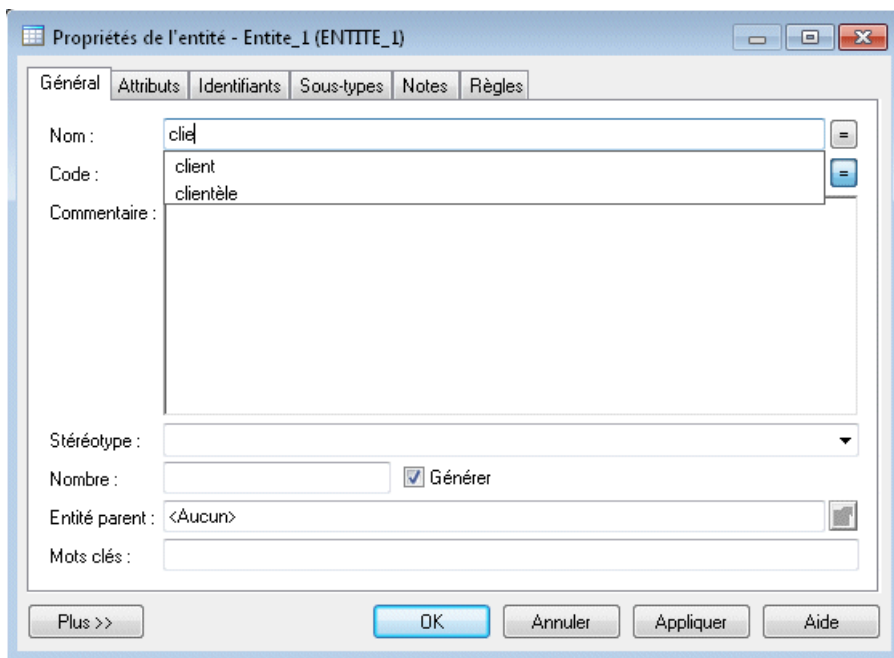 Propriétés de l'entité - Entite_1 (ENTITE_1)
Général Attributs Identifiants Sous-types Notes Règles
Nom : clie =
client
Code : =
clientèle
Commentaire :
Stéréotype :
Nombre : Générer
Entité parent : <Aucun>
Mots clés :
Plus >> OK Annuler Appliquer Aide